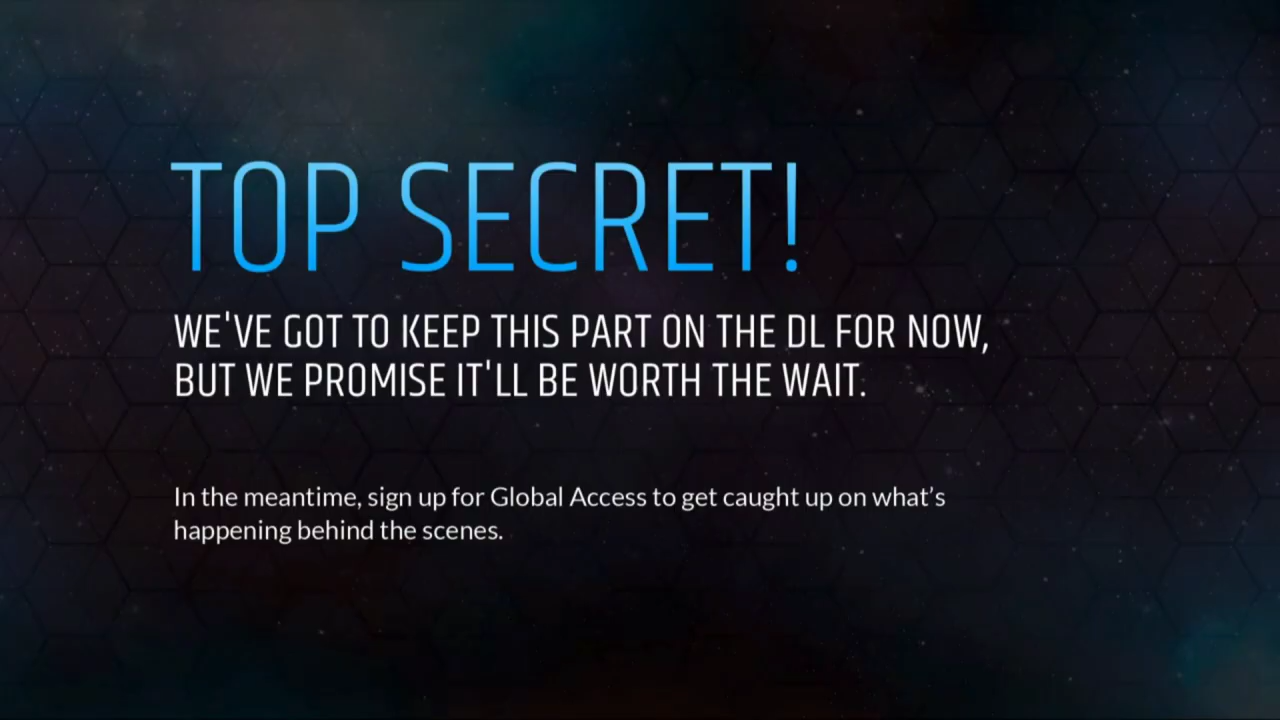 TOP SECRET!
WE'VE GOT TO KEEP THIS PART ON THE DL FOR NOW,
BUT WE PROMISE IT'LL BE WORTH THE WAIT.
In the meantime, sign up for Global Access to get caught up on what’s
happening behind the scenes.